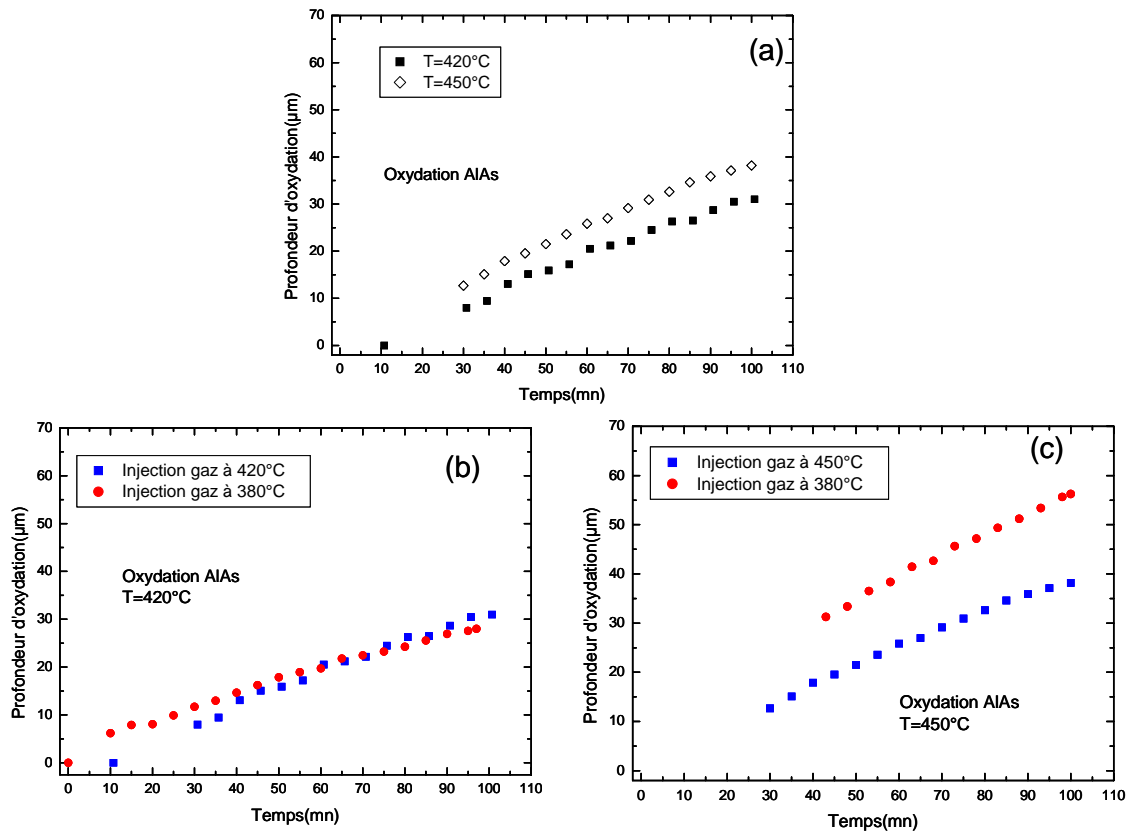 (a)
T=420°C
T=450°C
Oxydation AlAs
Profondeur d'oxydation(µm)
70
60
50
40
30
20
10
0
0 10 20 30 40 50 60 70 80 90 100 110
Temps(mn)
(b)
Injection gaz à 420°C
Injection gaz à 380°C
Oxydation AlAs
T=420°C
Profondeur d'oxydation(µm)
70
60
50
40
30
20
10
0
0 10 20 30 40 50 60 70 80 90 100 110
Temps(mn)
(c)
Injection gaz à 450°C
Injection gaz à 380°C
Oxydation AlAs
T=450°C
Profondeur d'oxydation(µm)
70
60
50
40
30
20
10
0
0 10 20 30 40 50 60 70 80 90 100 110
Temps(mn)